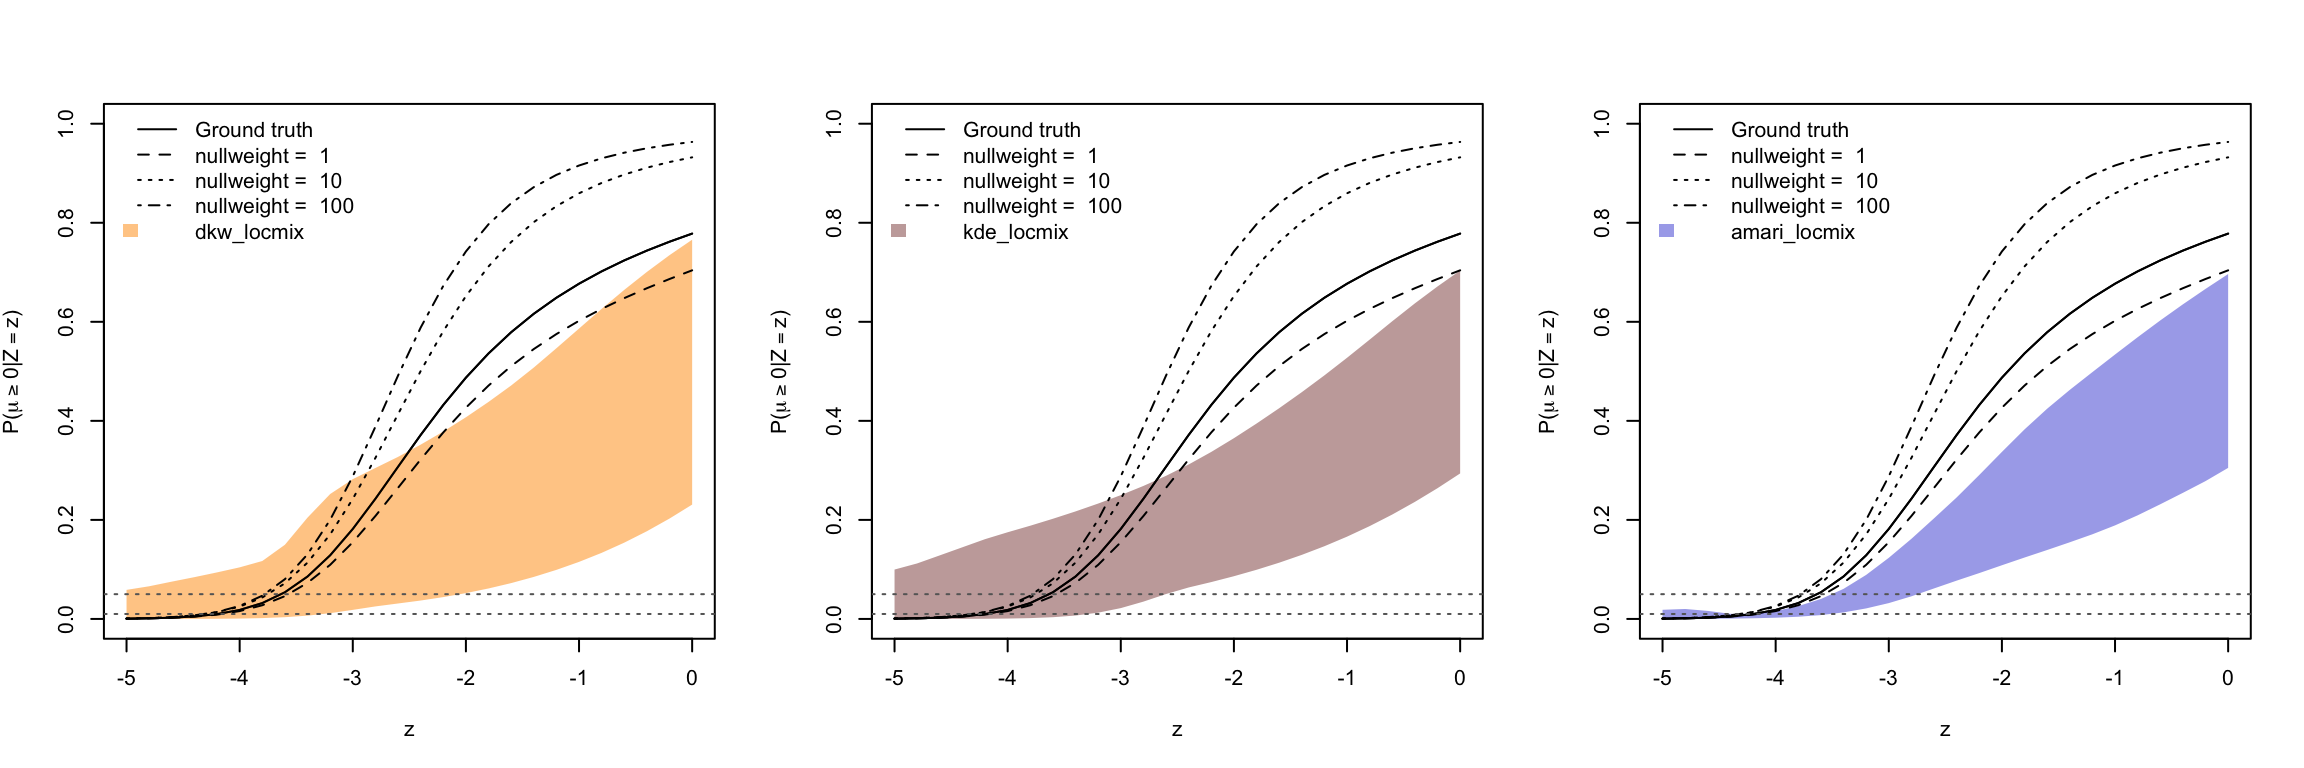 P(μ ≥ 0|Z = z)
1.0
0.8
0.6
0.4
0.2
0.0
Ground truth
nullweight = 1
nullweight = 10
nullweight = 100
dkw_locmix
-5 -4 -3 -2 -1 0
z
P(μ ≥ 0|Z = z)
1.0
0.8
0.6
0.4
0.2
0.0
Ground truth
nullweight = 1
nullweight = 10
nullweight = 100
kde_locmix
-5 -4 -3 -2 -1 0
z
P(μ ≥ 0|Z = z)
1.0
0.8
0.6
0.4
0.2
0.0
Ground truth
nullweight = 1
nullweight = 10
nullweight = 100
amari_locmix
-5 -4 -3 -2 -1 0
z